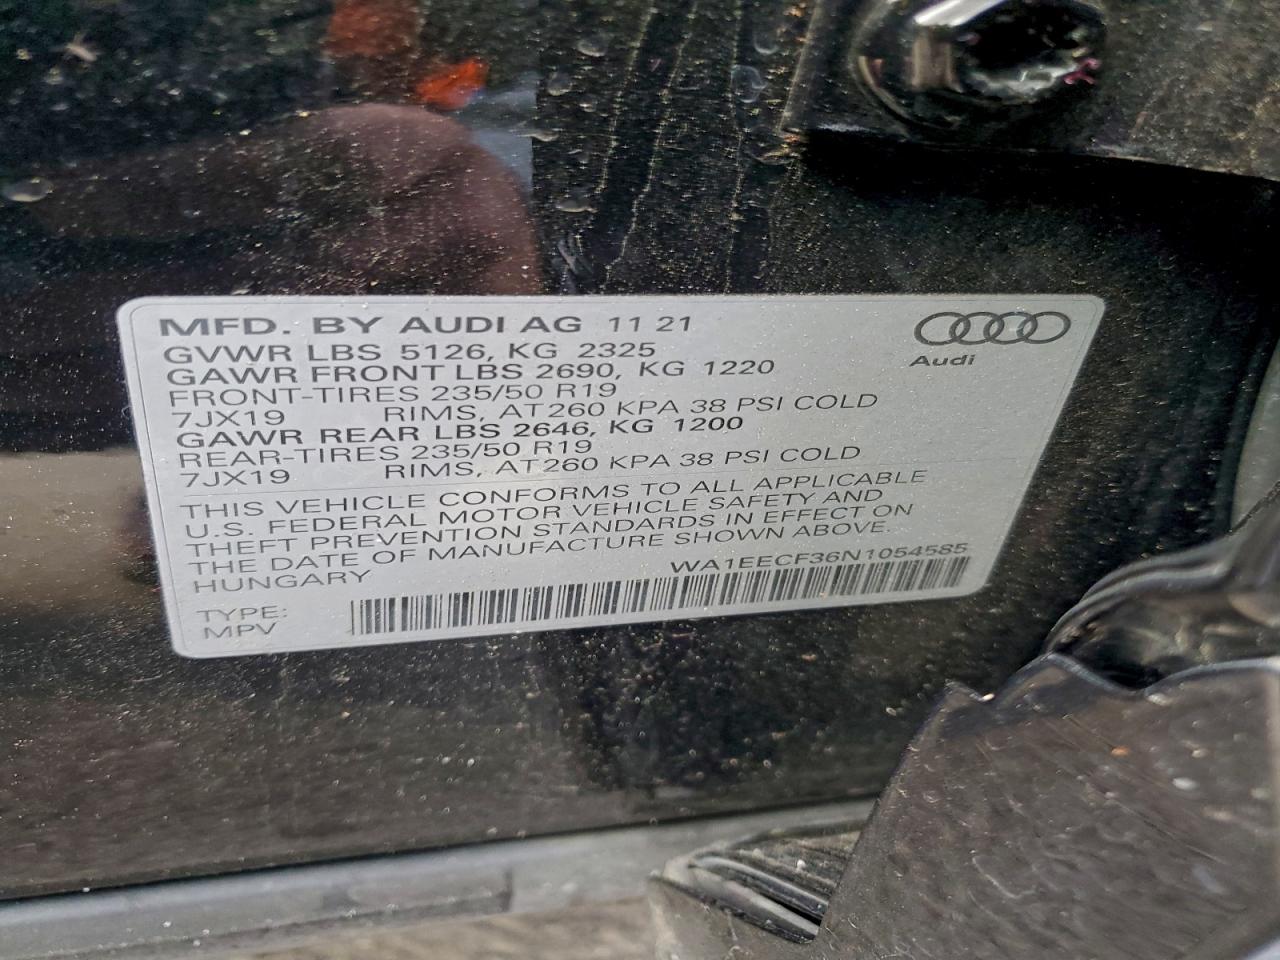 MFD. BY AUDI AG 11 21
GVWR LBS 5126, KG 2325
GAWR FRONT LBS 2690, KG 1220
FRONT-TIRES 235/50 R19
7JX19 RIMS, AT 260 KPA 38 PSI COLD
GAWR REAR LBS 2646, KG 1200
REAR-TIRES 235/50 R19
7JX19 RIMS, AT 260 KPA 38 PSI COLD
Audi
THIS VEHICLE CONFORMS TO ALL APPLICABLE
U.S. FEDERAL MOTOR VEHICLE SAFETY AND
THEFT PREVENTION STANDARDS IN EFFECT ON
THE DATE OF MANUFACTURE SHOWN ABOVE.
HUNGARY WA1EECF36N1054585
TYPE:
MPV